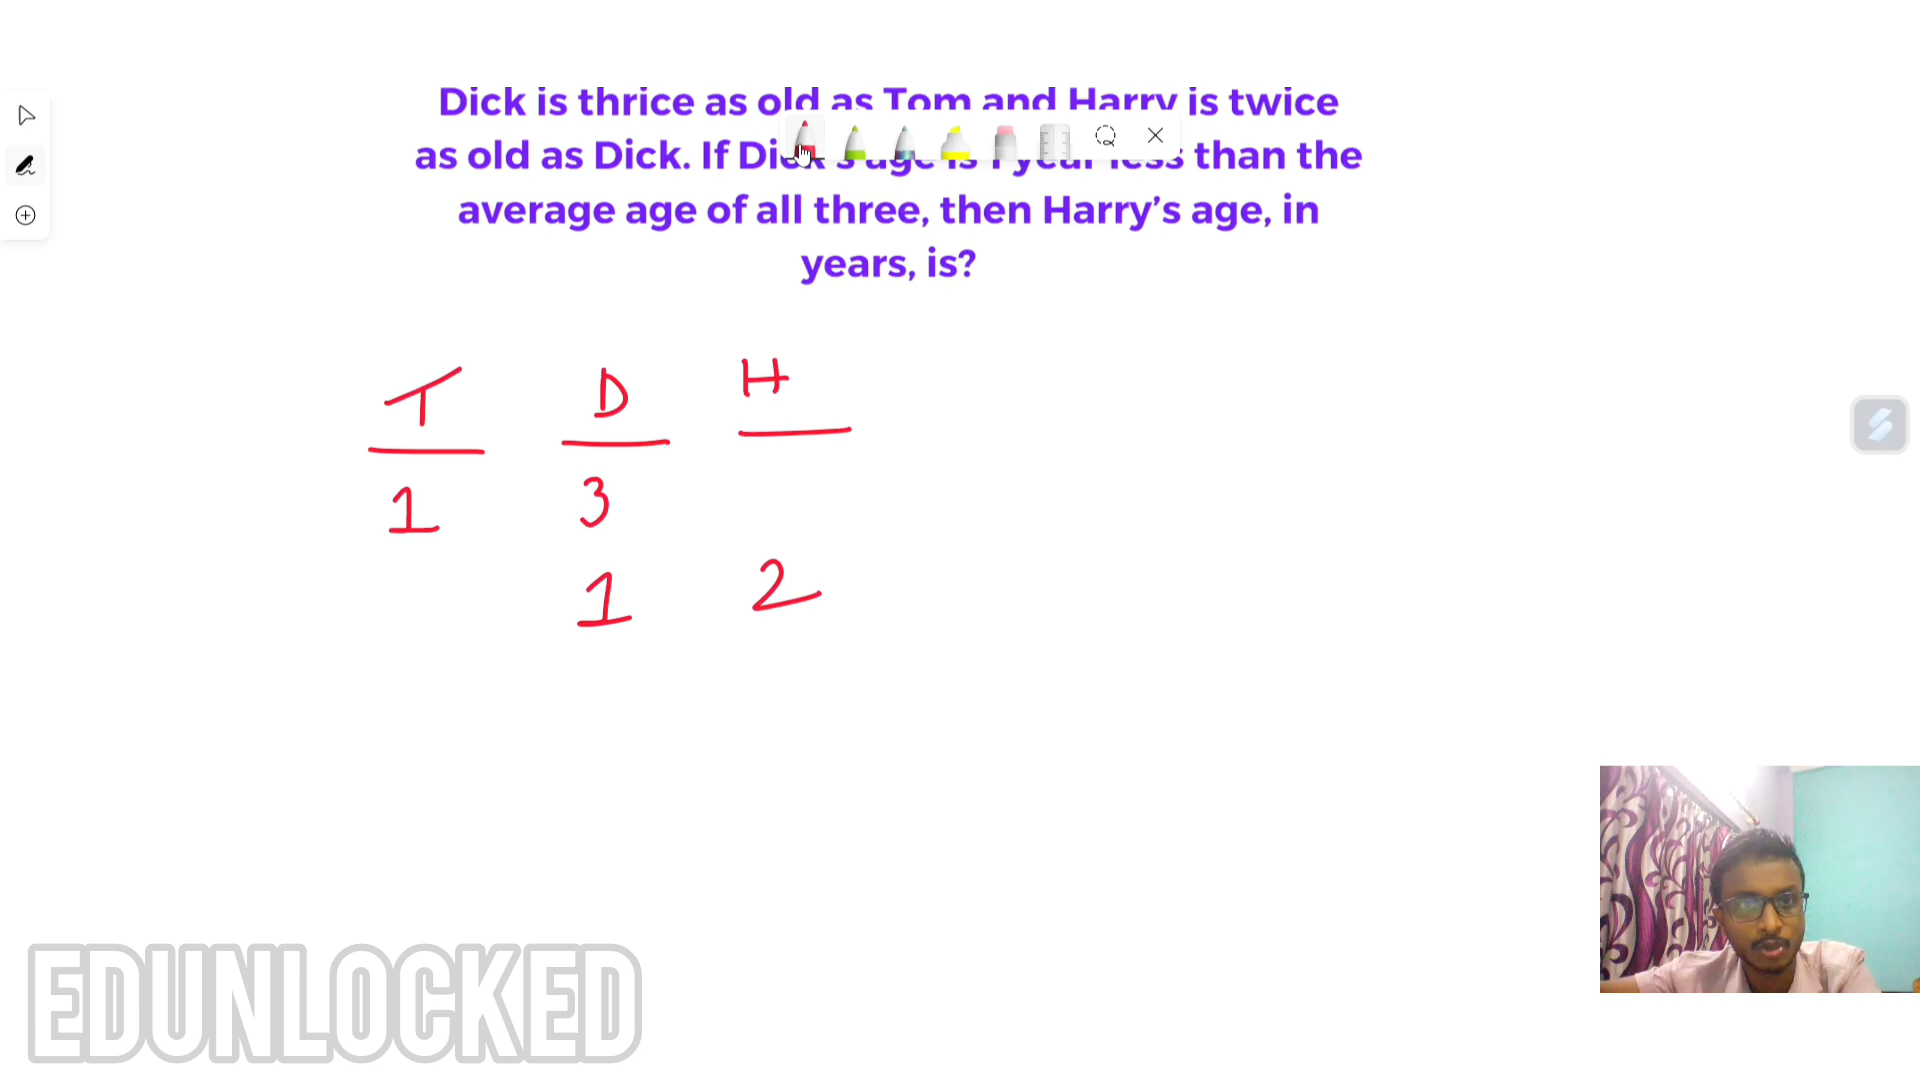 Dick is thrice as old as Tom and Harry is twice
as old as Dick. If Dick's age is 1 year less than the
average age of all three, then Harry’s age, in
years, is?
T D H
1 3
1 2
EDUNLOCKED